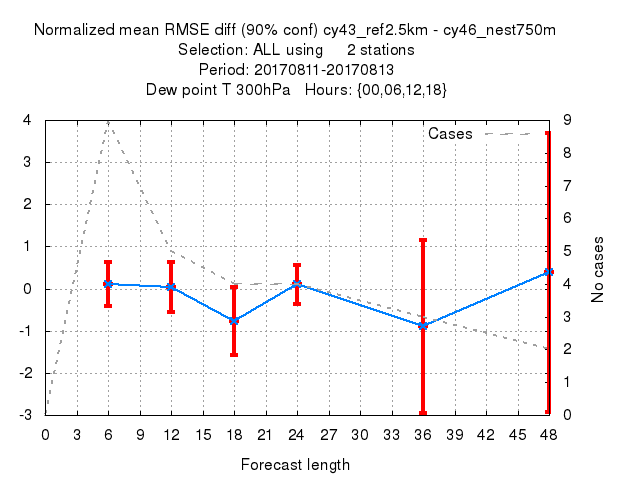 Normalized mean RMSE diff (90% conf) cy43_ref2.5km - cy46_nest750m
Selection: ALL using 2 stations
Period: 20170811-20170813
Dew point T 300hPa Hours: {00,06,12,18}
Cases
4
3
2
1
0
-1
-2
-3
9
8
7
6
5
4
3
2
1
0
No cases
0 3 6 9 12 15 18 21 24 27 30 33 36 39 42 45 48
Forecast length